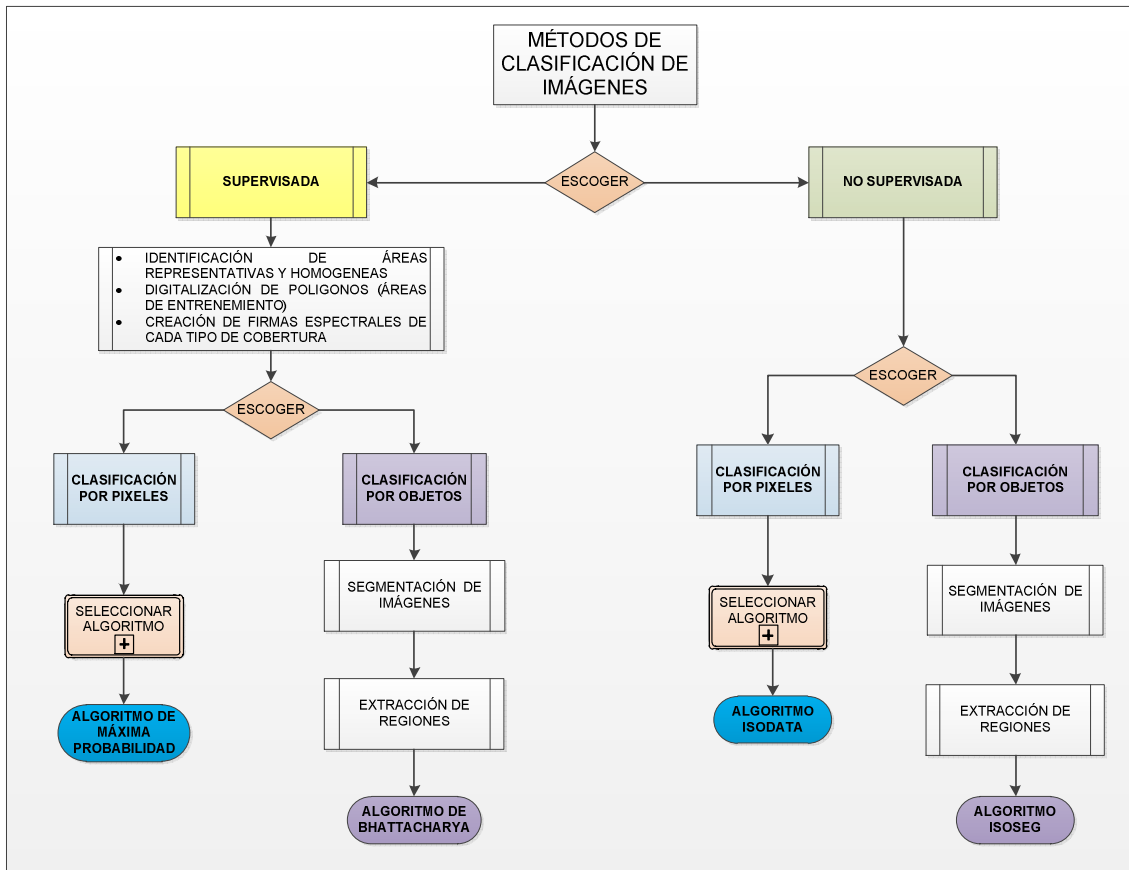 MÉTODOS DE
CLASIFICACIÓN DE
IMÁGENES
ESCOGER
SUPERVISADA
NO SUPERVISADA
• IDENTIFICACIÓN DE ÁREAS
REPRESENTATIVAS Y HOMOGENEAS
• DIGITALIZACIÓN DE POLIGONOS (ÁREAS
DE ENTRENEMIENTO)
• CREACIÓN DE FIRMAS ESPECTRALES DE
CADA TIPO DE COBERTURA
ESCOGER
CLASIFICACIÓN
POR PIXELES
CLASIFICACIÓN
POR OBJETOS
SELECCIONAR
ALGORITMO
+
SEGMENTACIÓN DE
IMÁGENES
ALGORITMO DE
MÁXIMA
PROBABILIDAD
EXTRACCIÓN DE
REGIONES
ALGORITMO DE
BHATTACHARYA
ESCOGER
CLASIFICACIÓN
POR PIXELES
CLASIFICACIÓN
POR OBJETOS
SELECCIONAR
ALGORITMO
+
SEGMENTACIÓN DE
IMÁGENES
ALGORITMO
ISODATA
EXTRACCIÓN DE
REGIONES
ALGORITMO
ISOSEG